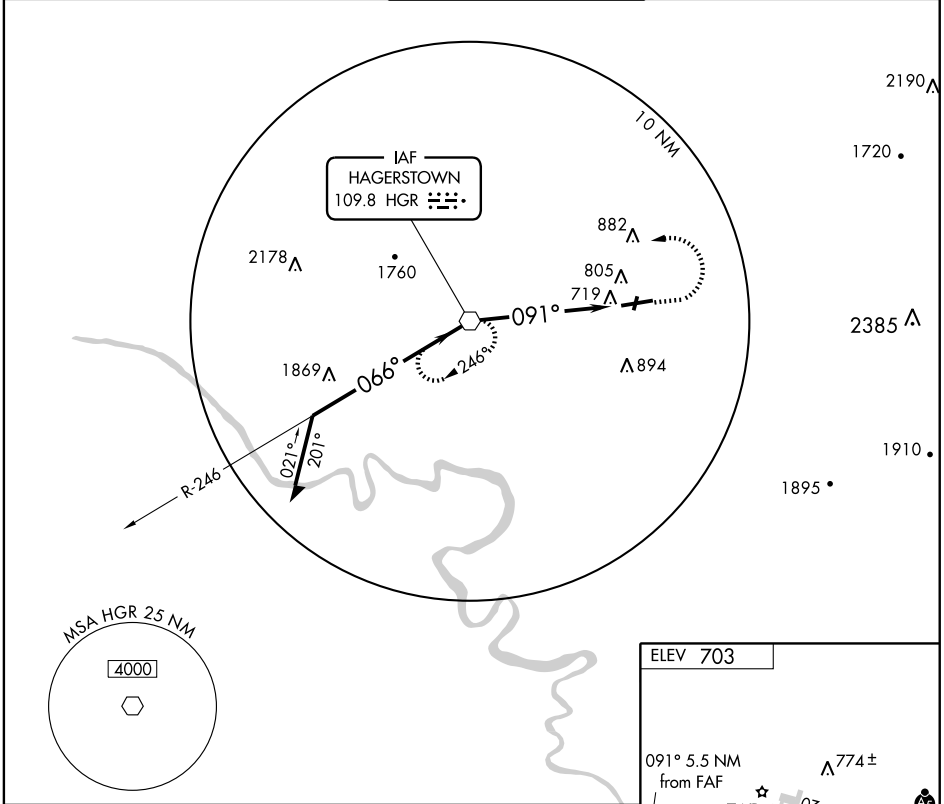 2190
1720
10 NM
IAF
HAGERSTOWN
109.8 HGR
882
2178
1760
805
719
091°
2385
066°
246°
1869
894
021°
201°
R-246
1910
1895
MSA HGR 25 NM
4000
ELEV 703
091° 5.5 NM
from FAF
774±